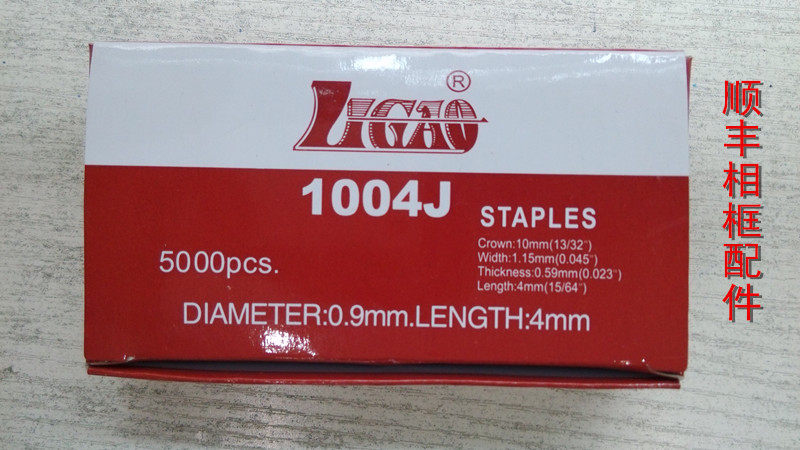 LIGAO®
1004J
STAPLES
Crown:10mm(13/32")
Width:1.15mm(0.045")
Thickness:0.59mm(0.023")
Length:4mm(15/64")
5000pcs.
DIAMETER:0.9mm.LENGTH:4mm
顺丰相框配件